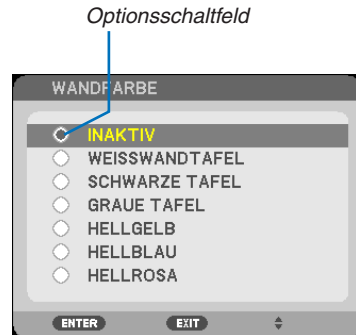 Optionsschaltfeld
WANDFARBE
INAKTIV
WEISSWANDTAFEL
SCHWARZE TAFEL
GRAUE TAFEL
HELLGELB
HELLBLAU
HELLROSA
ENTER EXIT